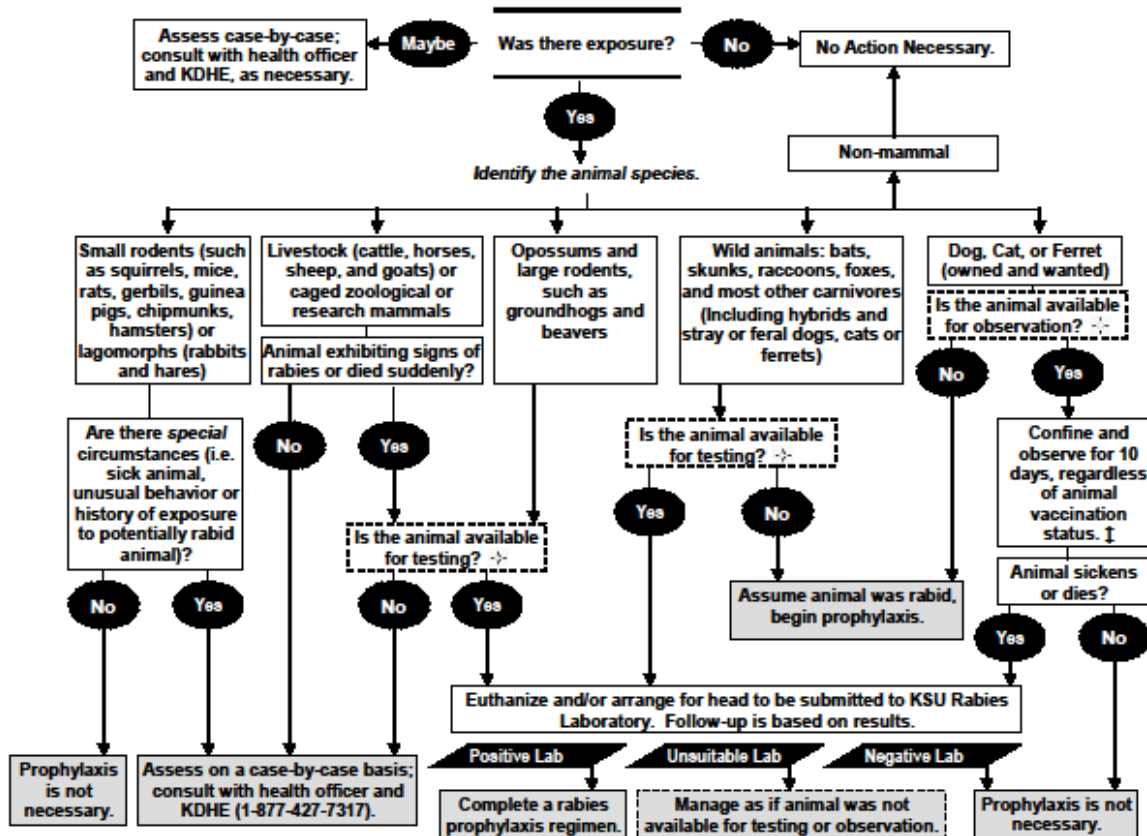 Assess case-by-case;
consult with health officer
and KDHE, as necessary.
Maybe
Was there exposure?
No
No Action Necessary.
Yes
Non-mammal
Identify the animal species.
Small rodents (such
as squirrels, mice,
rats, gerbils, guinea
pigs, chipmunks,
hamsters) or
lagomorphs (rabbits
and hares)
Livestock (cattle, horses,
sheep, and goats) or
caged zoological or
research mammals
Opossums and
large rodents,
such as
groundhogs and
beavers
Wild animals: bats,
skunks, raccoons, foxes,
and most other carnivores
(Including hybrids and
stray or feral dogs, cats or
ferrets)
Dog, Cat, or Ferret
(owned and wanted)
Is the animal available
for observation? ⊹
Animal exhibiting signs of
rabies or died suddenly?
No
Yes
Are there special
circumstances (i.e.
sick animal,
unusual behavior or
history of exposure
to potentially rabid
animal)?
No
Yes
Is the animal available
for testing? ⊹
Confine and
observe for 10
days, regardless
of animal
vaccination
status. ↕
Yes
No
Is the animal available
for testing? ⊹
Animal sickens
or dies?
No
Yes
No
Yes
Assume animal was rabid,
begin prophylaxis.
Yes
No
Euthanize and/or arrange for head to be submitted to KSU Rabies
Laboratory. Follow-up is based on results.
Positive Lab
Unsuitable Lab
Negative Lab
Prophylaxis
is not
necessary.
Assess on a case-by-case basis;
consult with health officer and
KDHE (1-877-427-7317).
Complete a rabies
prophylaxis regimen.
Manage as if animal was not
available for testing or observation.
Prophylaxis is not
necessary.